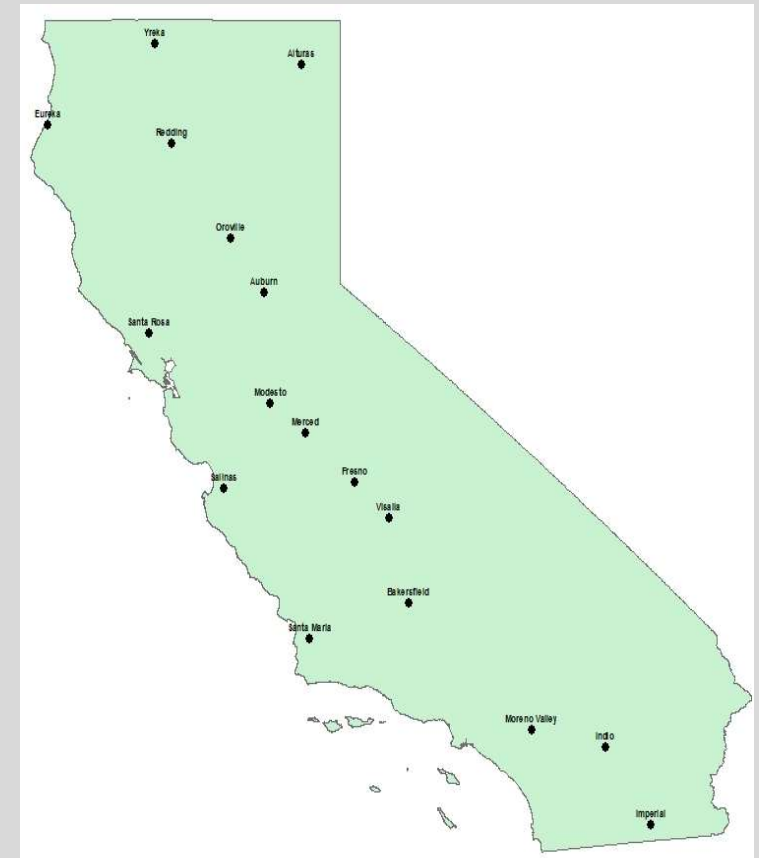 Yreka
Alturas
Eureka
Redding
Oroville
Auburn
Santa Rosa
Modesto
Merced
Fresno
Salinas
Visalia
Bakersfield
Santa Maria
Moreno Valley
Indio
Imperial